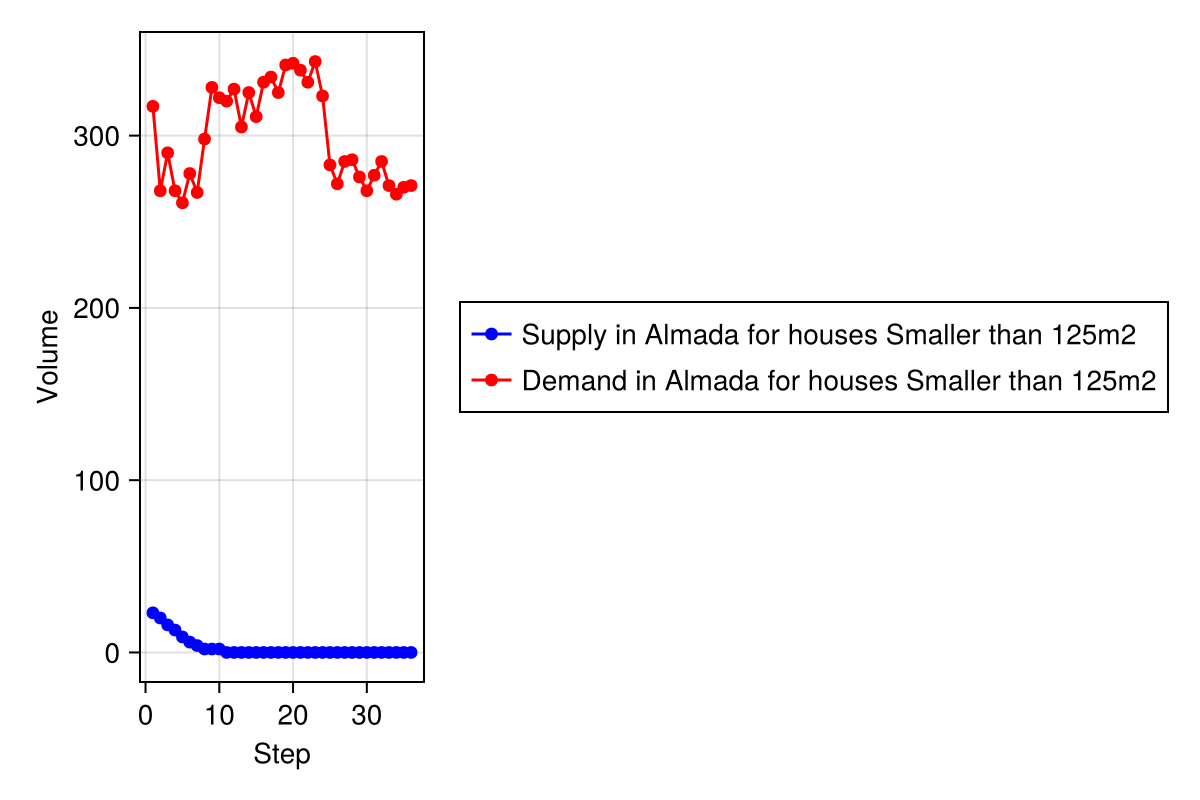 300
200
100
0
Volume
0 10 20 30
Step
Supply in Almada for houses Smaller than 125m2
Demand in Almada for houses Smaller than 125m2